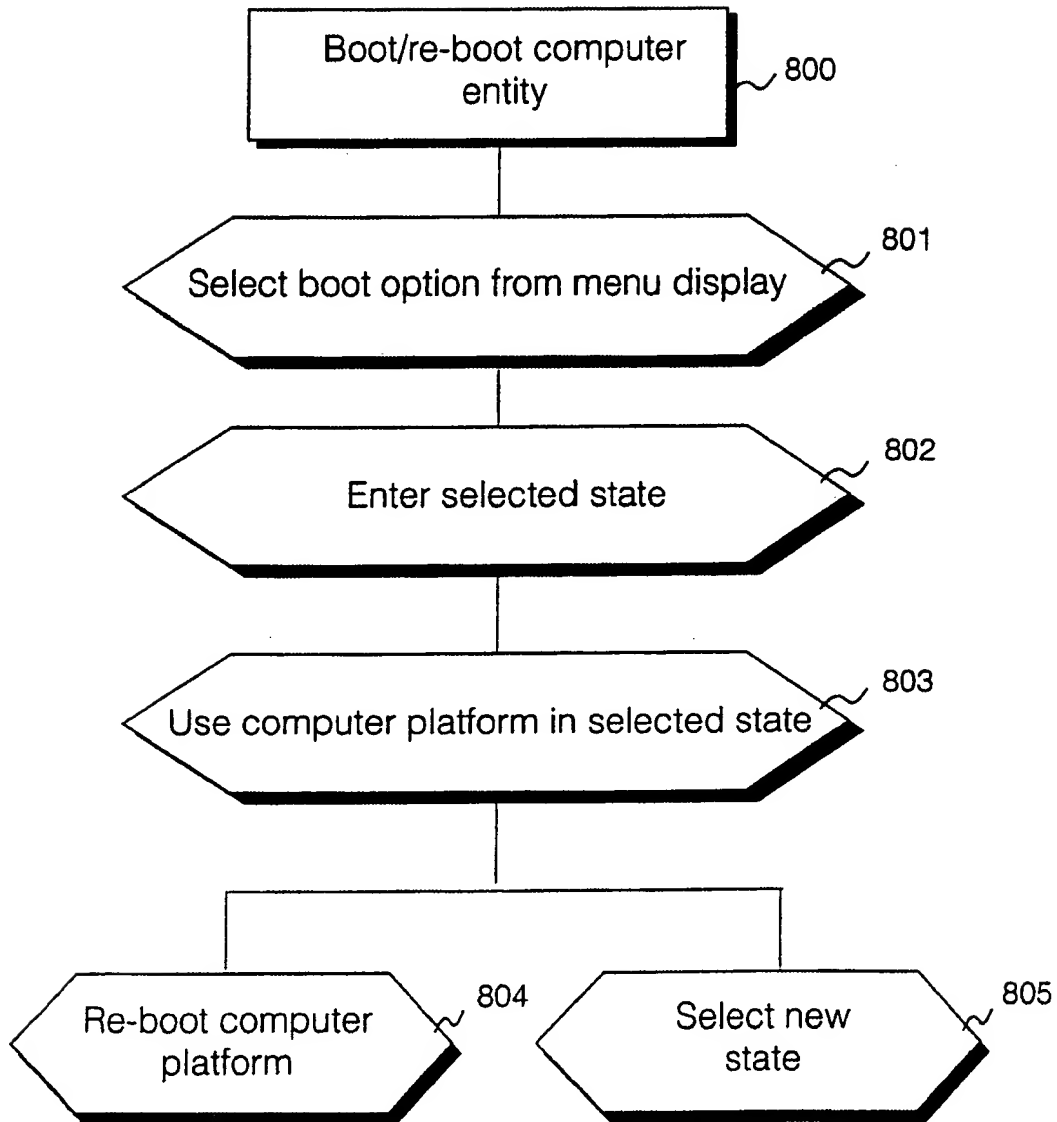 Boot/re-boot computer
entity
800
801
Select boot option from menu display
802
Enter selected state
803
Use computer platform in selected state
804
Re-boot computer
platform
805
Select new
state